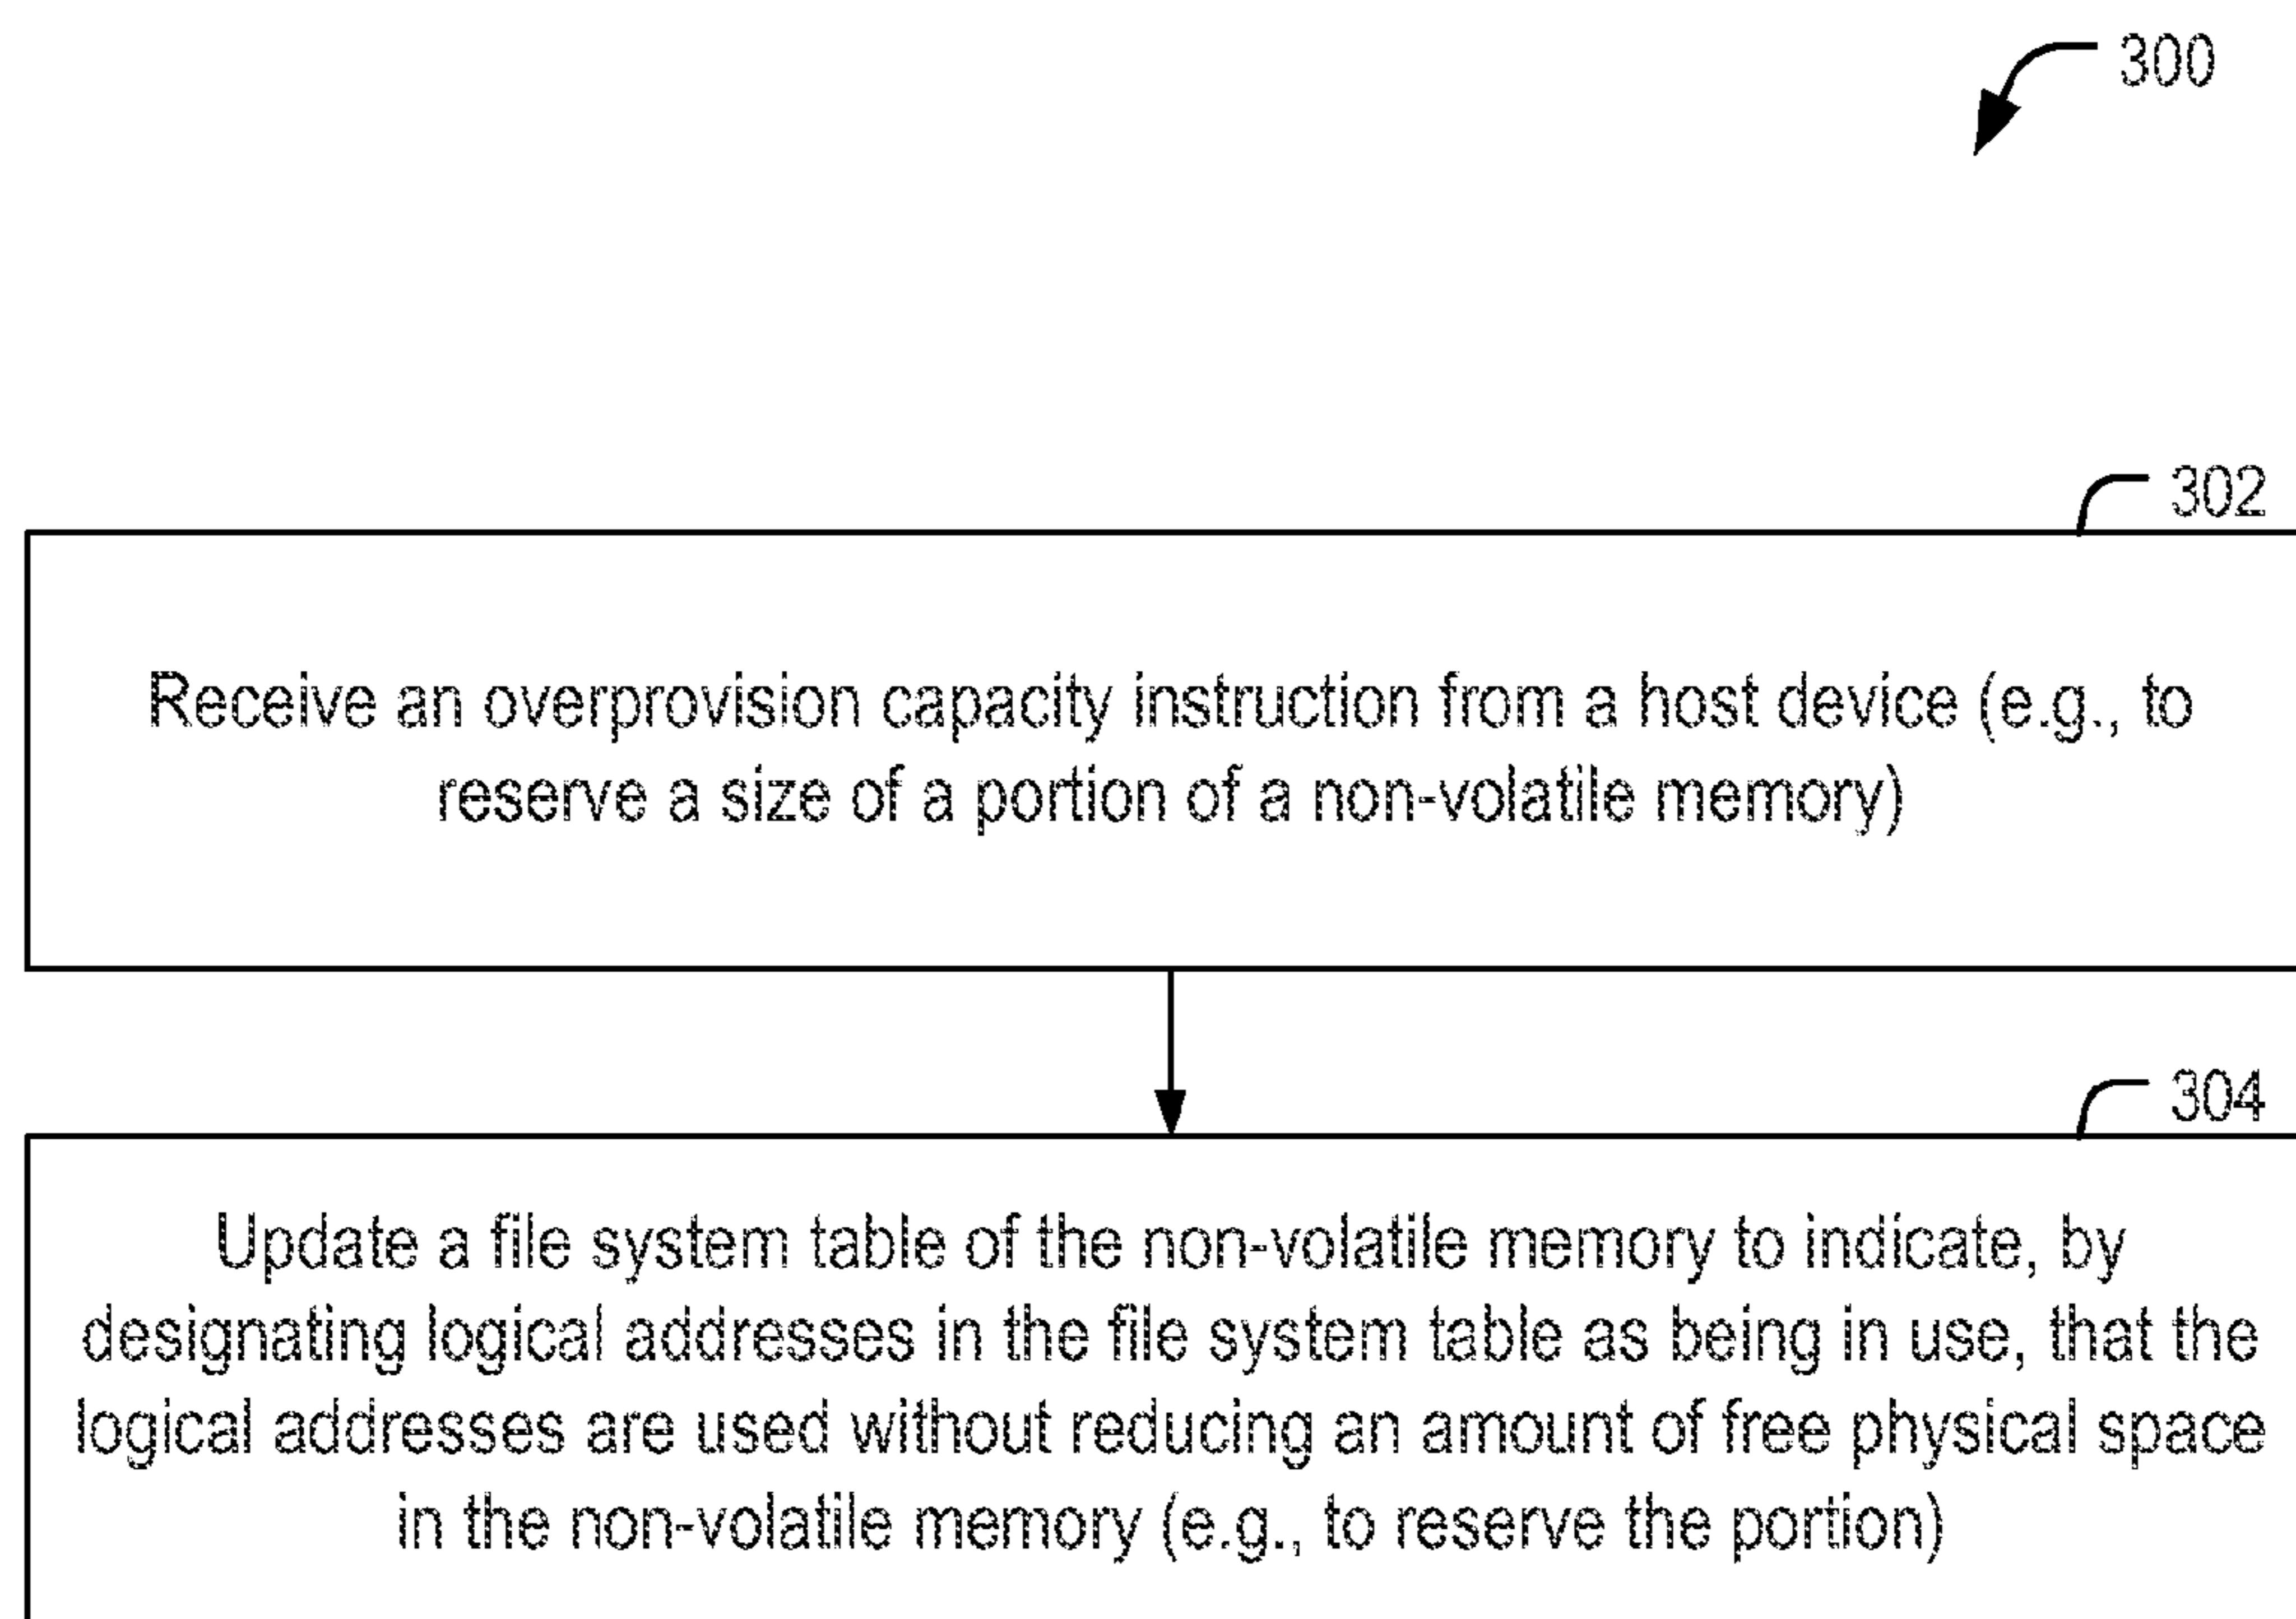 300
302
Receive an overprovision capacity instruction from a host device (e.g., to
reserve a size of a portion of a non-volatile memory)
304
Update a file system table of the non-volatile memory to indicate, by
designating logical addresses in the file system table as being in use, that the
logical addresses are used without reducing an amount of free physical space
in the non-volatile memory (e.g., to reserve the portion)